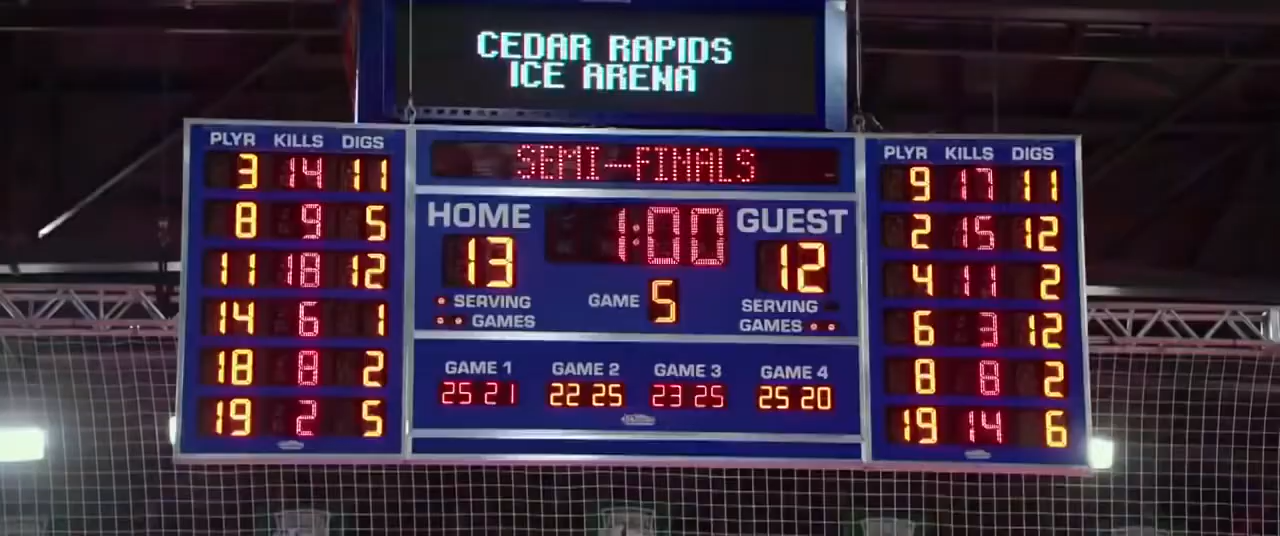 CEDAR RAPIDS
ICE ARENA
SEMI-FINALS
PLYR KILLS DIGS
3 14 11
8 9 5
11 18 12
14 6 1
18 8 2
19 2 5
HOME 1:00 GUEST
13 12
SERVING GAME 5 SERVING
GAMES GAMES
GAME 1 GAME 2 GAME 3 GAME 4
25 21 22 25 23 25 25 20
PLYR KILLS DIGS
9 17 11
2 15 12
4 11 2
6 3 12
8 8 2
19 14 6